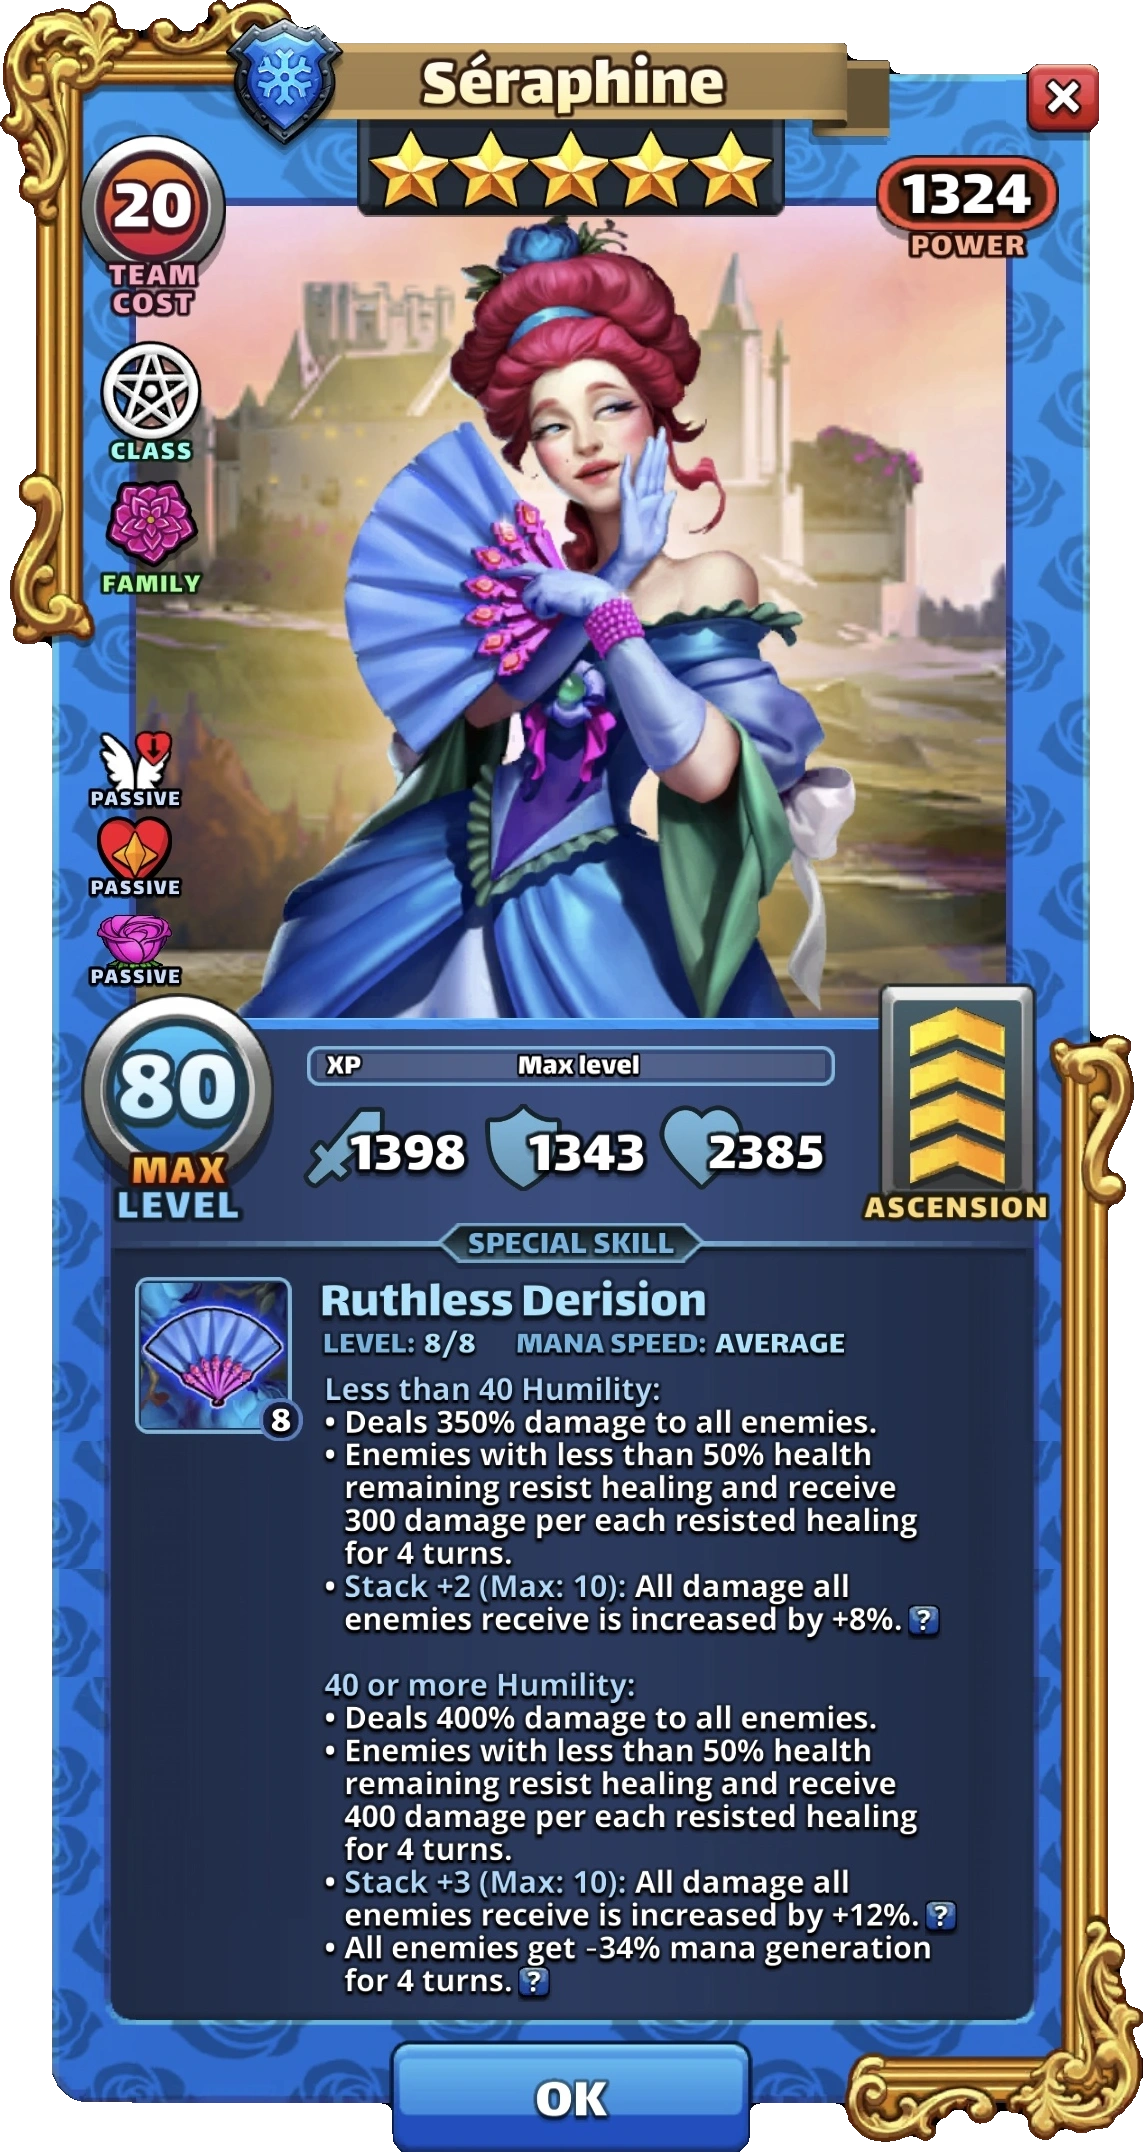 Séraphine
20
TEAM
COST
1324
POWER
CLASS
FAMILY
PASSIVE
PASSIVE
PASSIVE
80
MAX
LEVEL
XP Max level
1398 1343 2385
ASCENSION
SPECIAL SKILL
Ruthless Derision
LEVEL: 8/8 MANA SPEED: AVERAGE
8
Less than 40 Humility:
• Deals 350% damage to all enemies.
• Enemies with less than 50% health
remaining resist healing and receive
300 damage per each resisted healing
for 4 turns.
• Stack +2 (Max: 10): All damage all
enemies receive is increased by +8%. ?
40 or more Humility:
• Deals 400% damage to all enemies.
• Enemies with less than 50% health
remaining resist healing and receive
400 damage per each resisted healing
for 4 turns.
• Stack +3 (Max: 10): All damage all
enemies receive is increased by +12%. ?
• All enemies get -34% mana generation
for 4 turns. ?
OK